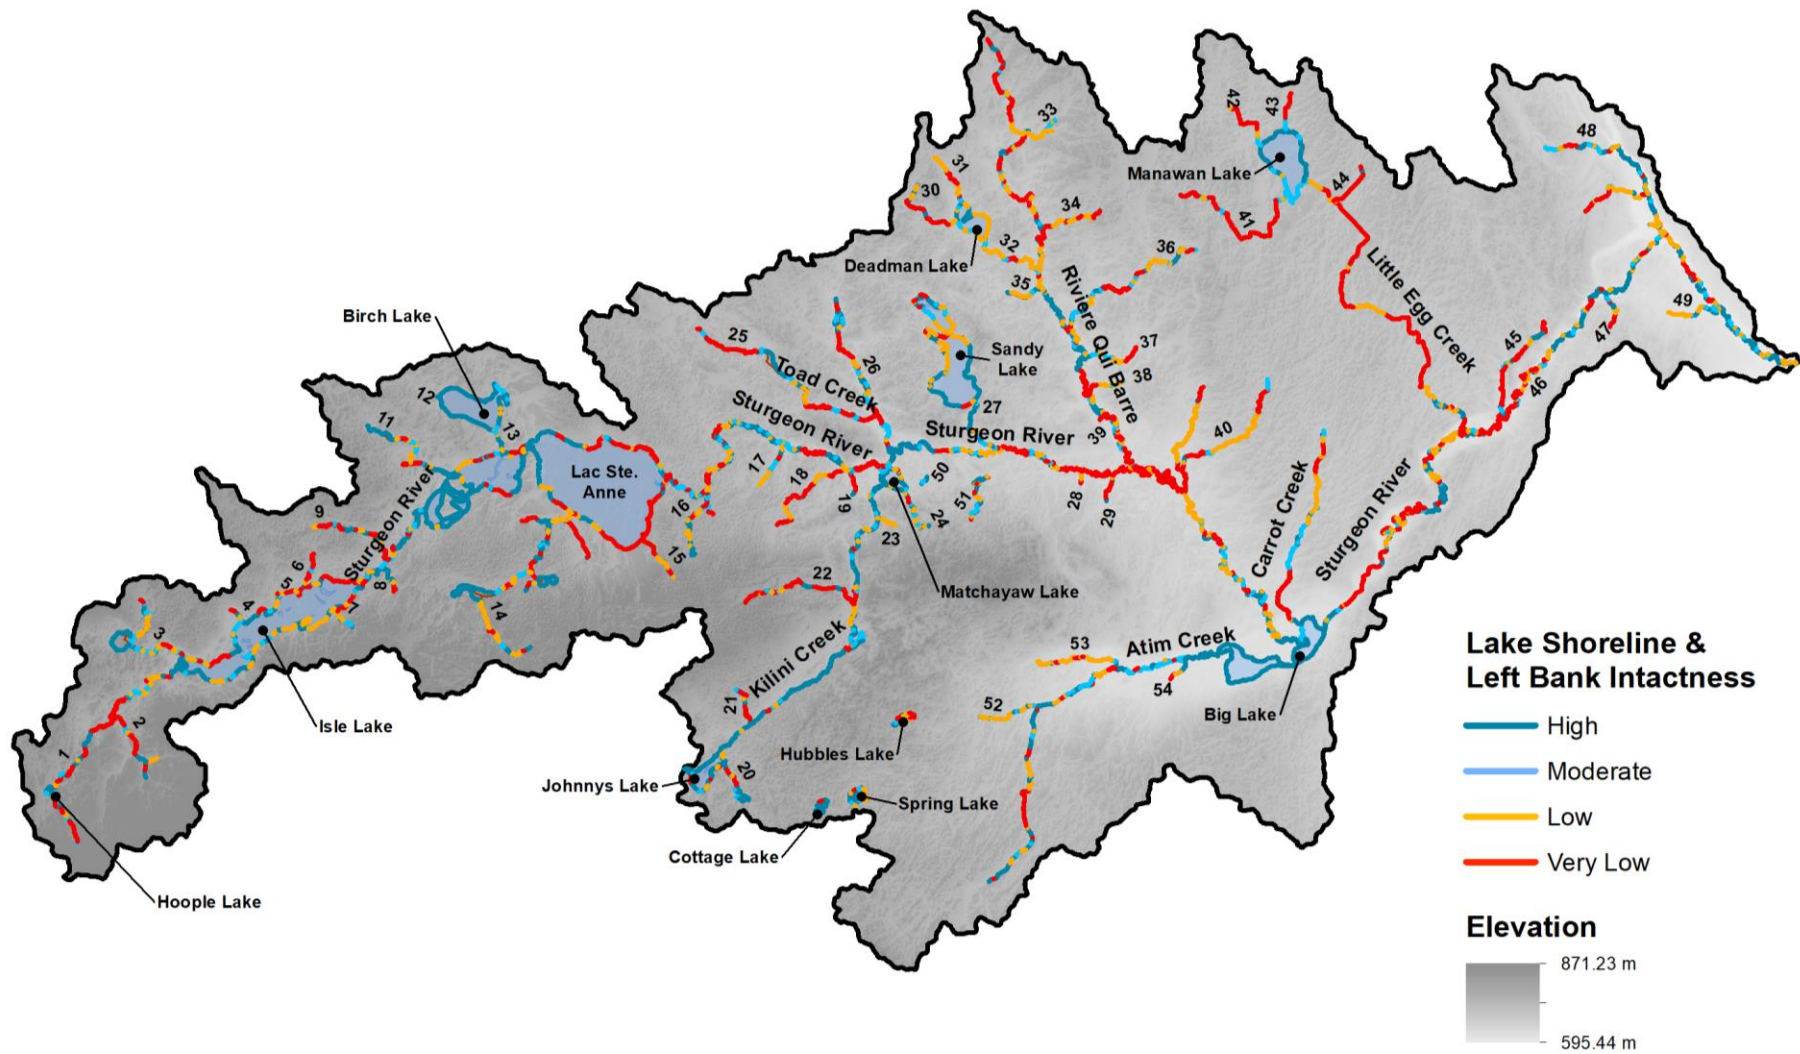 42
43
33
48
31
Manawan Lake
30
44
34
41
32
36
Deadman Lake
35
Riviere Qui Barre
Little Egg Creek
49
Birch Lake
25
Toad Creek
26
Sandy
Lake
37
38
45
47
46
12
11
13
Sturgeon River
27
Sturgeon River
39
40
Lac Ste.
Anne
17
18
19
50
51
28
29
16
24
23
15
Sturgeon River
9
Carrot Creek
Sturgeon River
5
6
8
4
7
14
22
Matchayaw Lake
3
Kilini Creek
53
Atim Creek
54
Lake Shoreline &
Left Bank Intactness
2
Isle Lake
21
52
Big Lake
High
1
Hubbles Lake
Moderate
20
Johnnys Lake
Spring Lake
Low
Cottage Lake
Very Low
Hoople Lake
Elevation
871.23 m
595.44 m